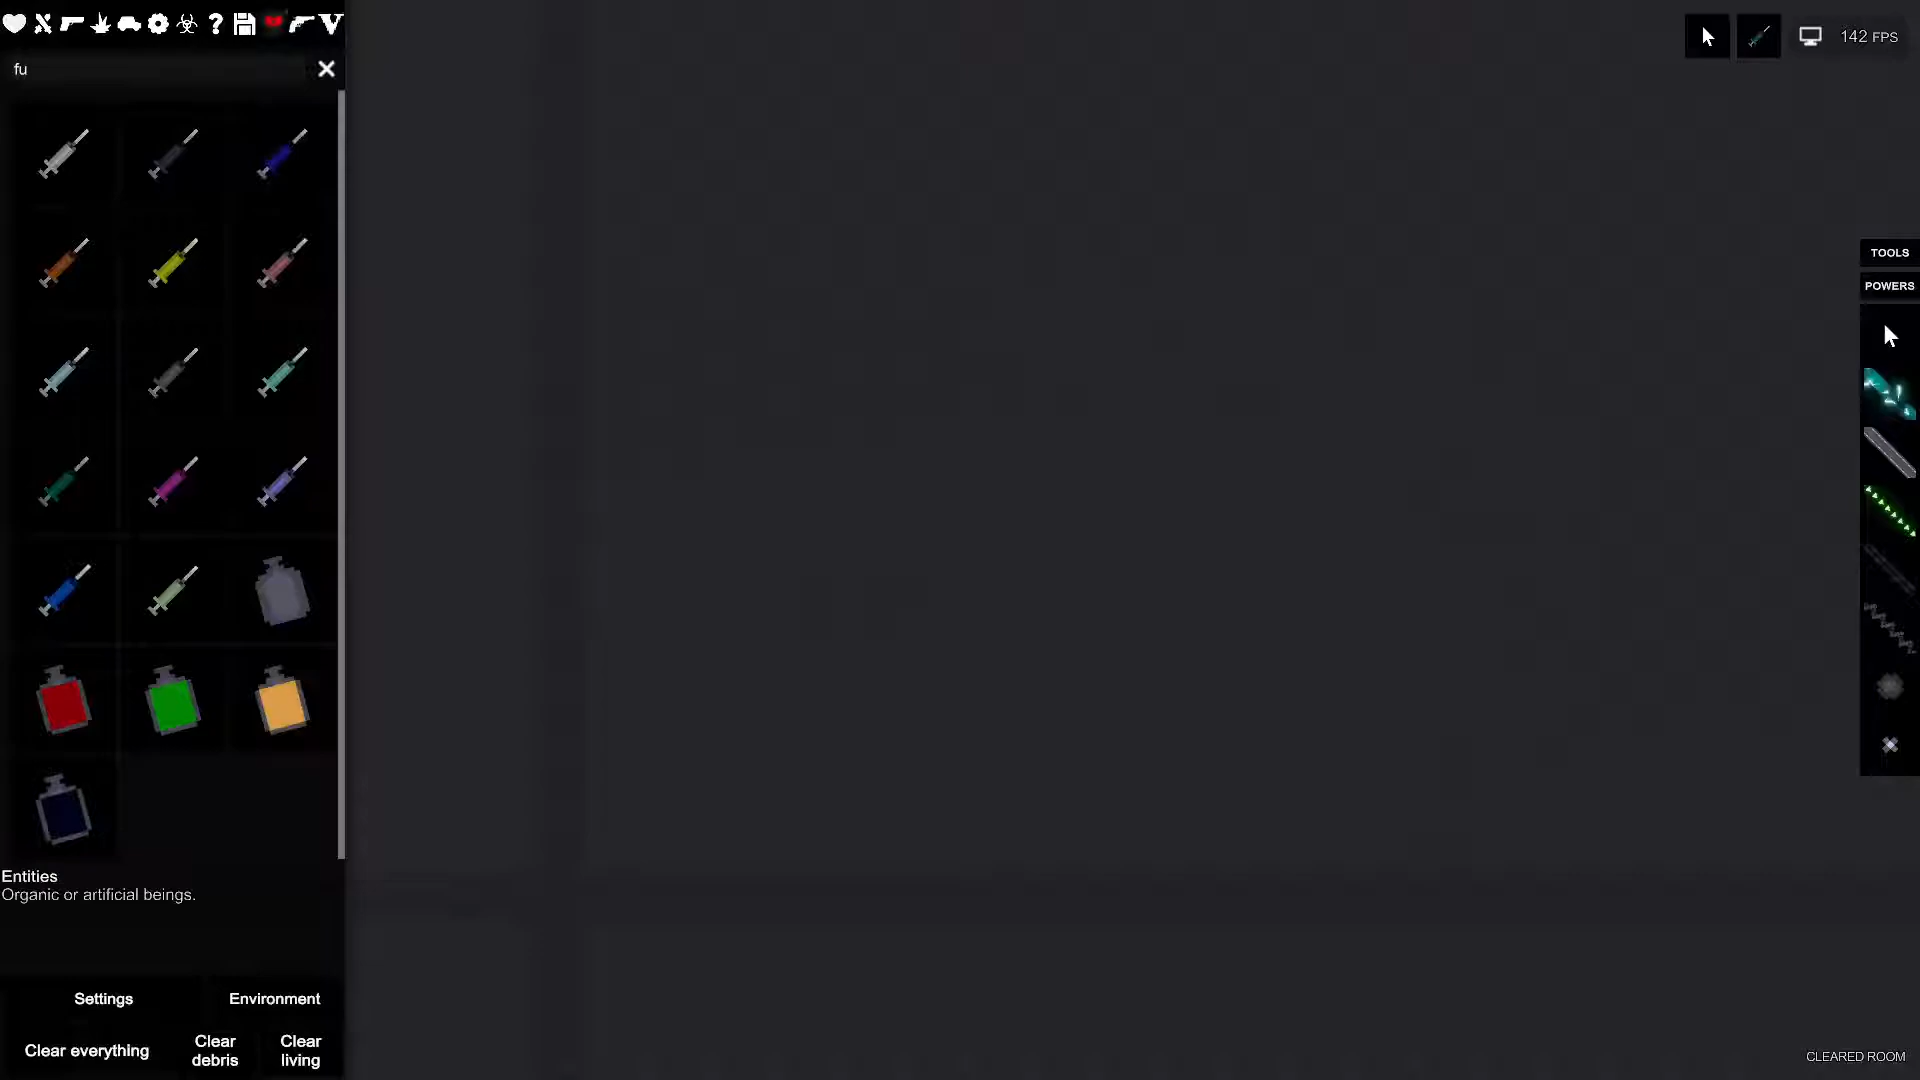 142 FPS
fu
TOOLS
POWERS
Entities
Organic or artificial beings.
Settings
Environment
Clear everything
Clear
debris
Clear
living
CLEARED ROOM